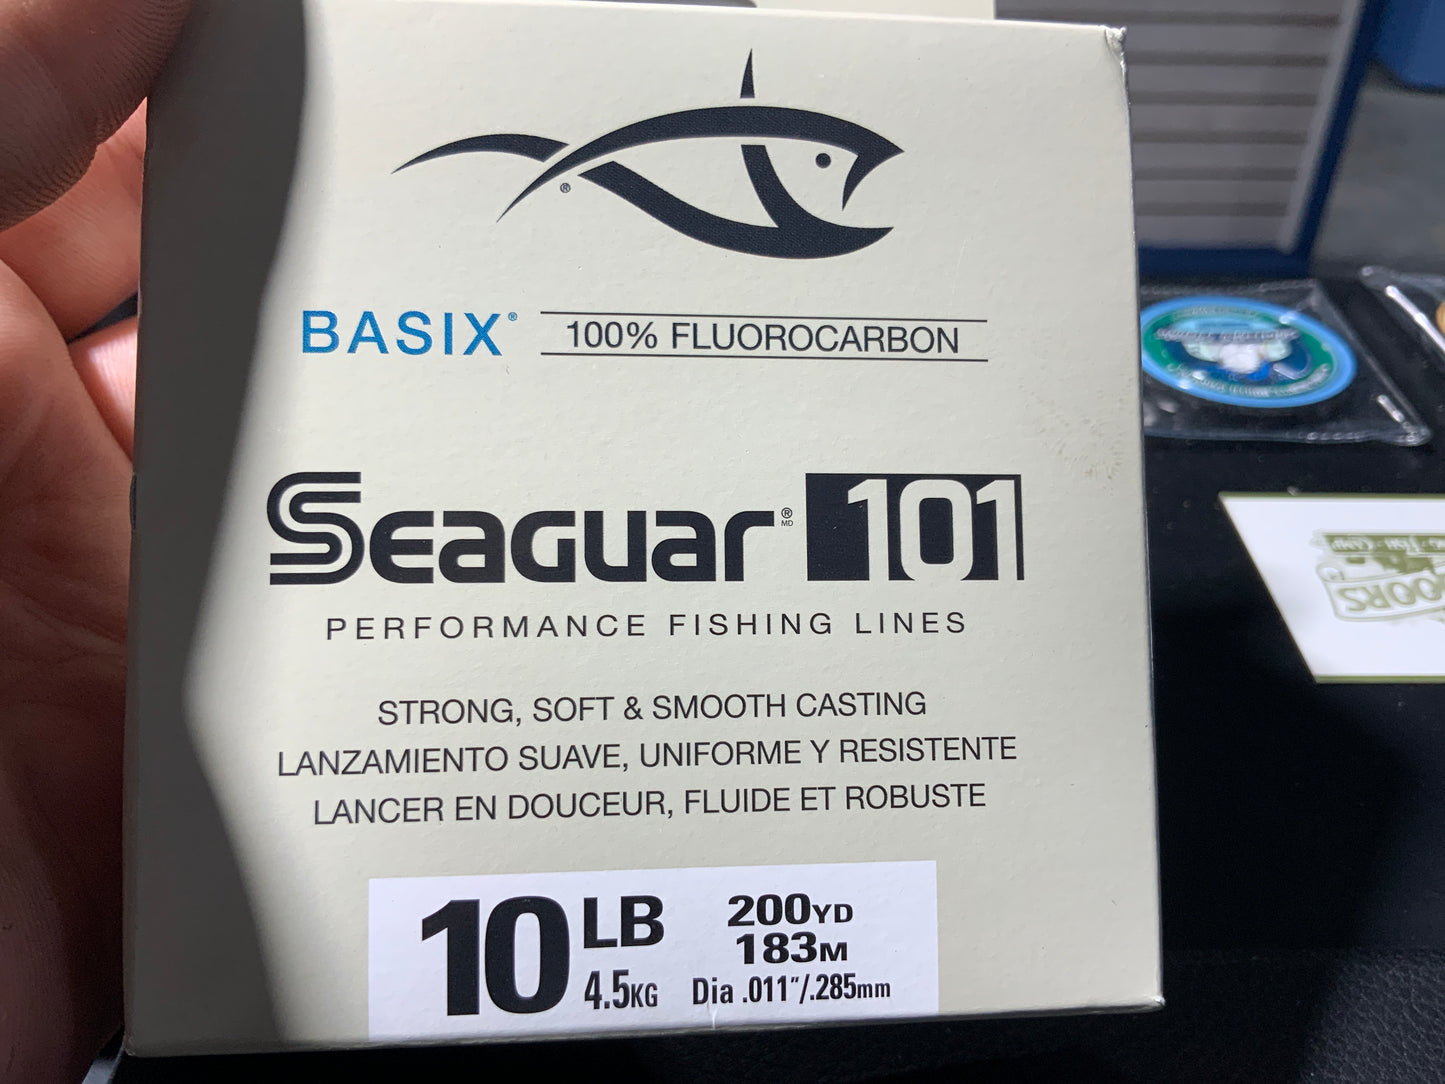 ®
BASIX® 100% FLUOROCARBON
SEAGUAR® MD 101
PERFORMANCE FISHING LINES
STRONG, SOFT & SMOOTH CASTING
LANZAMIENTO SUAVE, UNIFORME Y RESISTENTE
LANCER EN DOUCEUR, FLUIDE ET ROBUSTE
10 LB 200YD
183M
4.5KG Dia .011"/.285mm